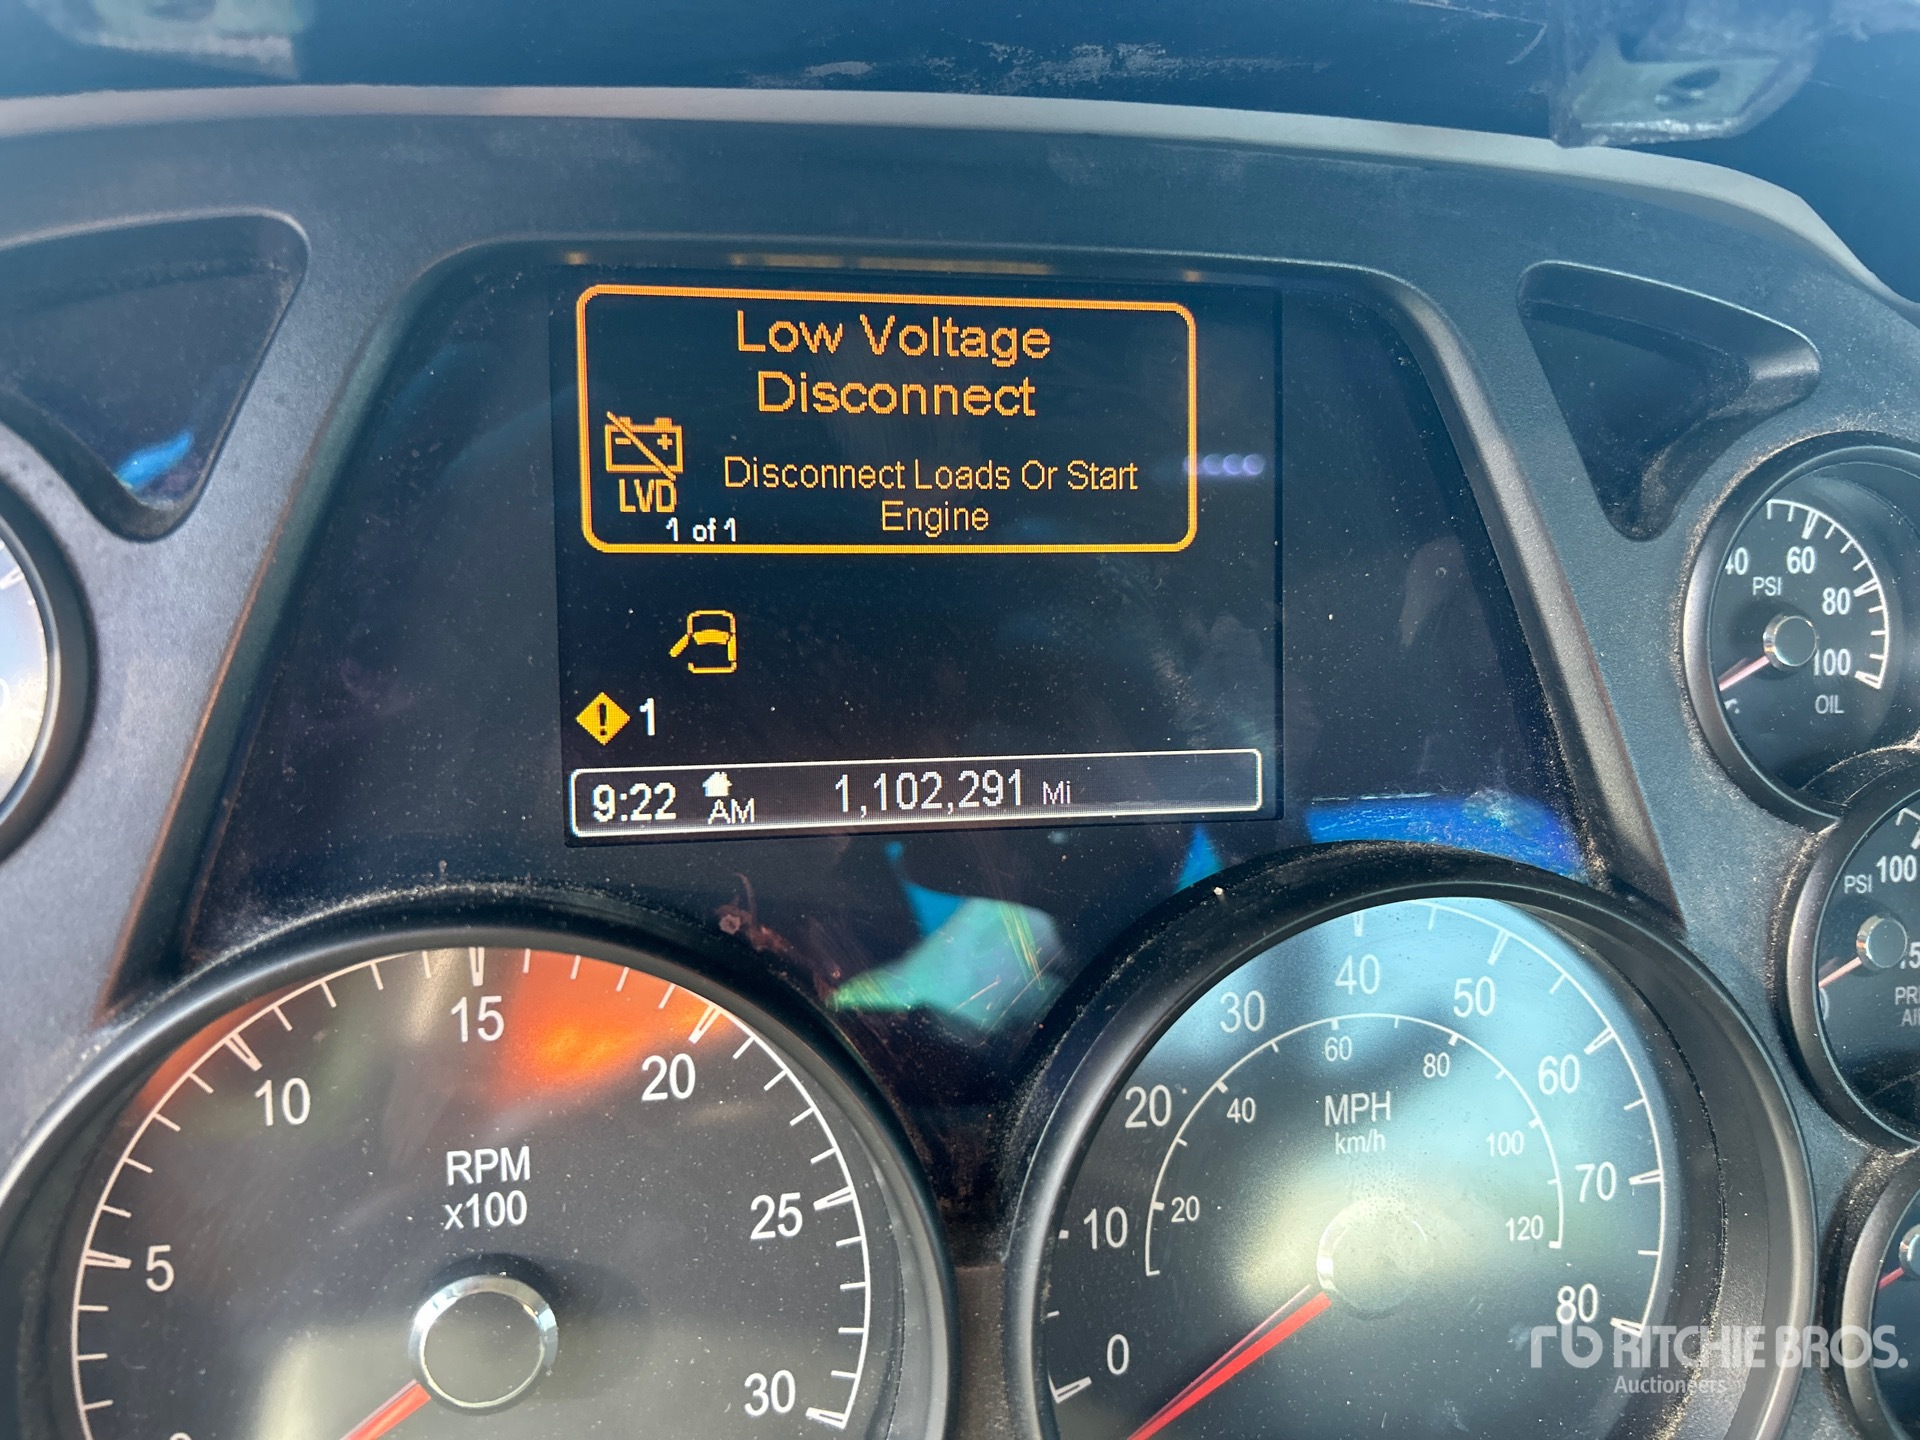 Low Voltage
Disconnect
LVD
Disconnect Loads Or Start
Engine
1 of 1
1
9:22 AM 1,102,291 Mi
40 60 80 100
PSI
OIL
PSI 100
5 10 15 20 25 30
RPM
x100
0 10 20 30 40 50 60 70 80
20 40 60 80 100 120
MPH
km/h
rb RITCHIE BROS.
Auctioneers